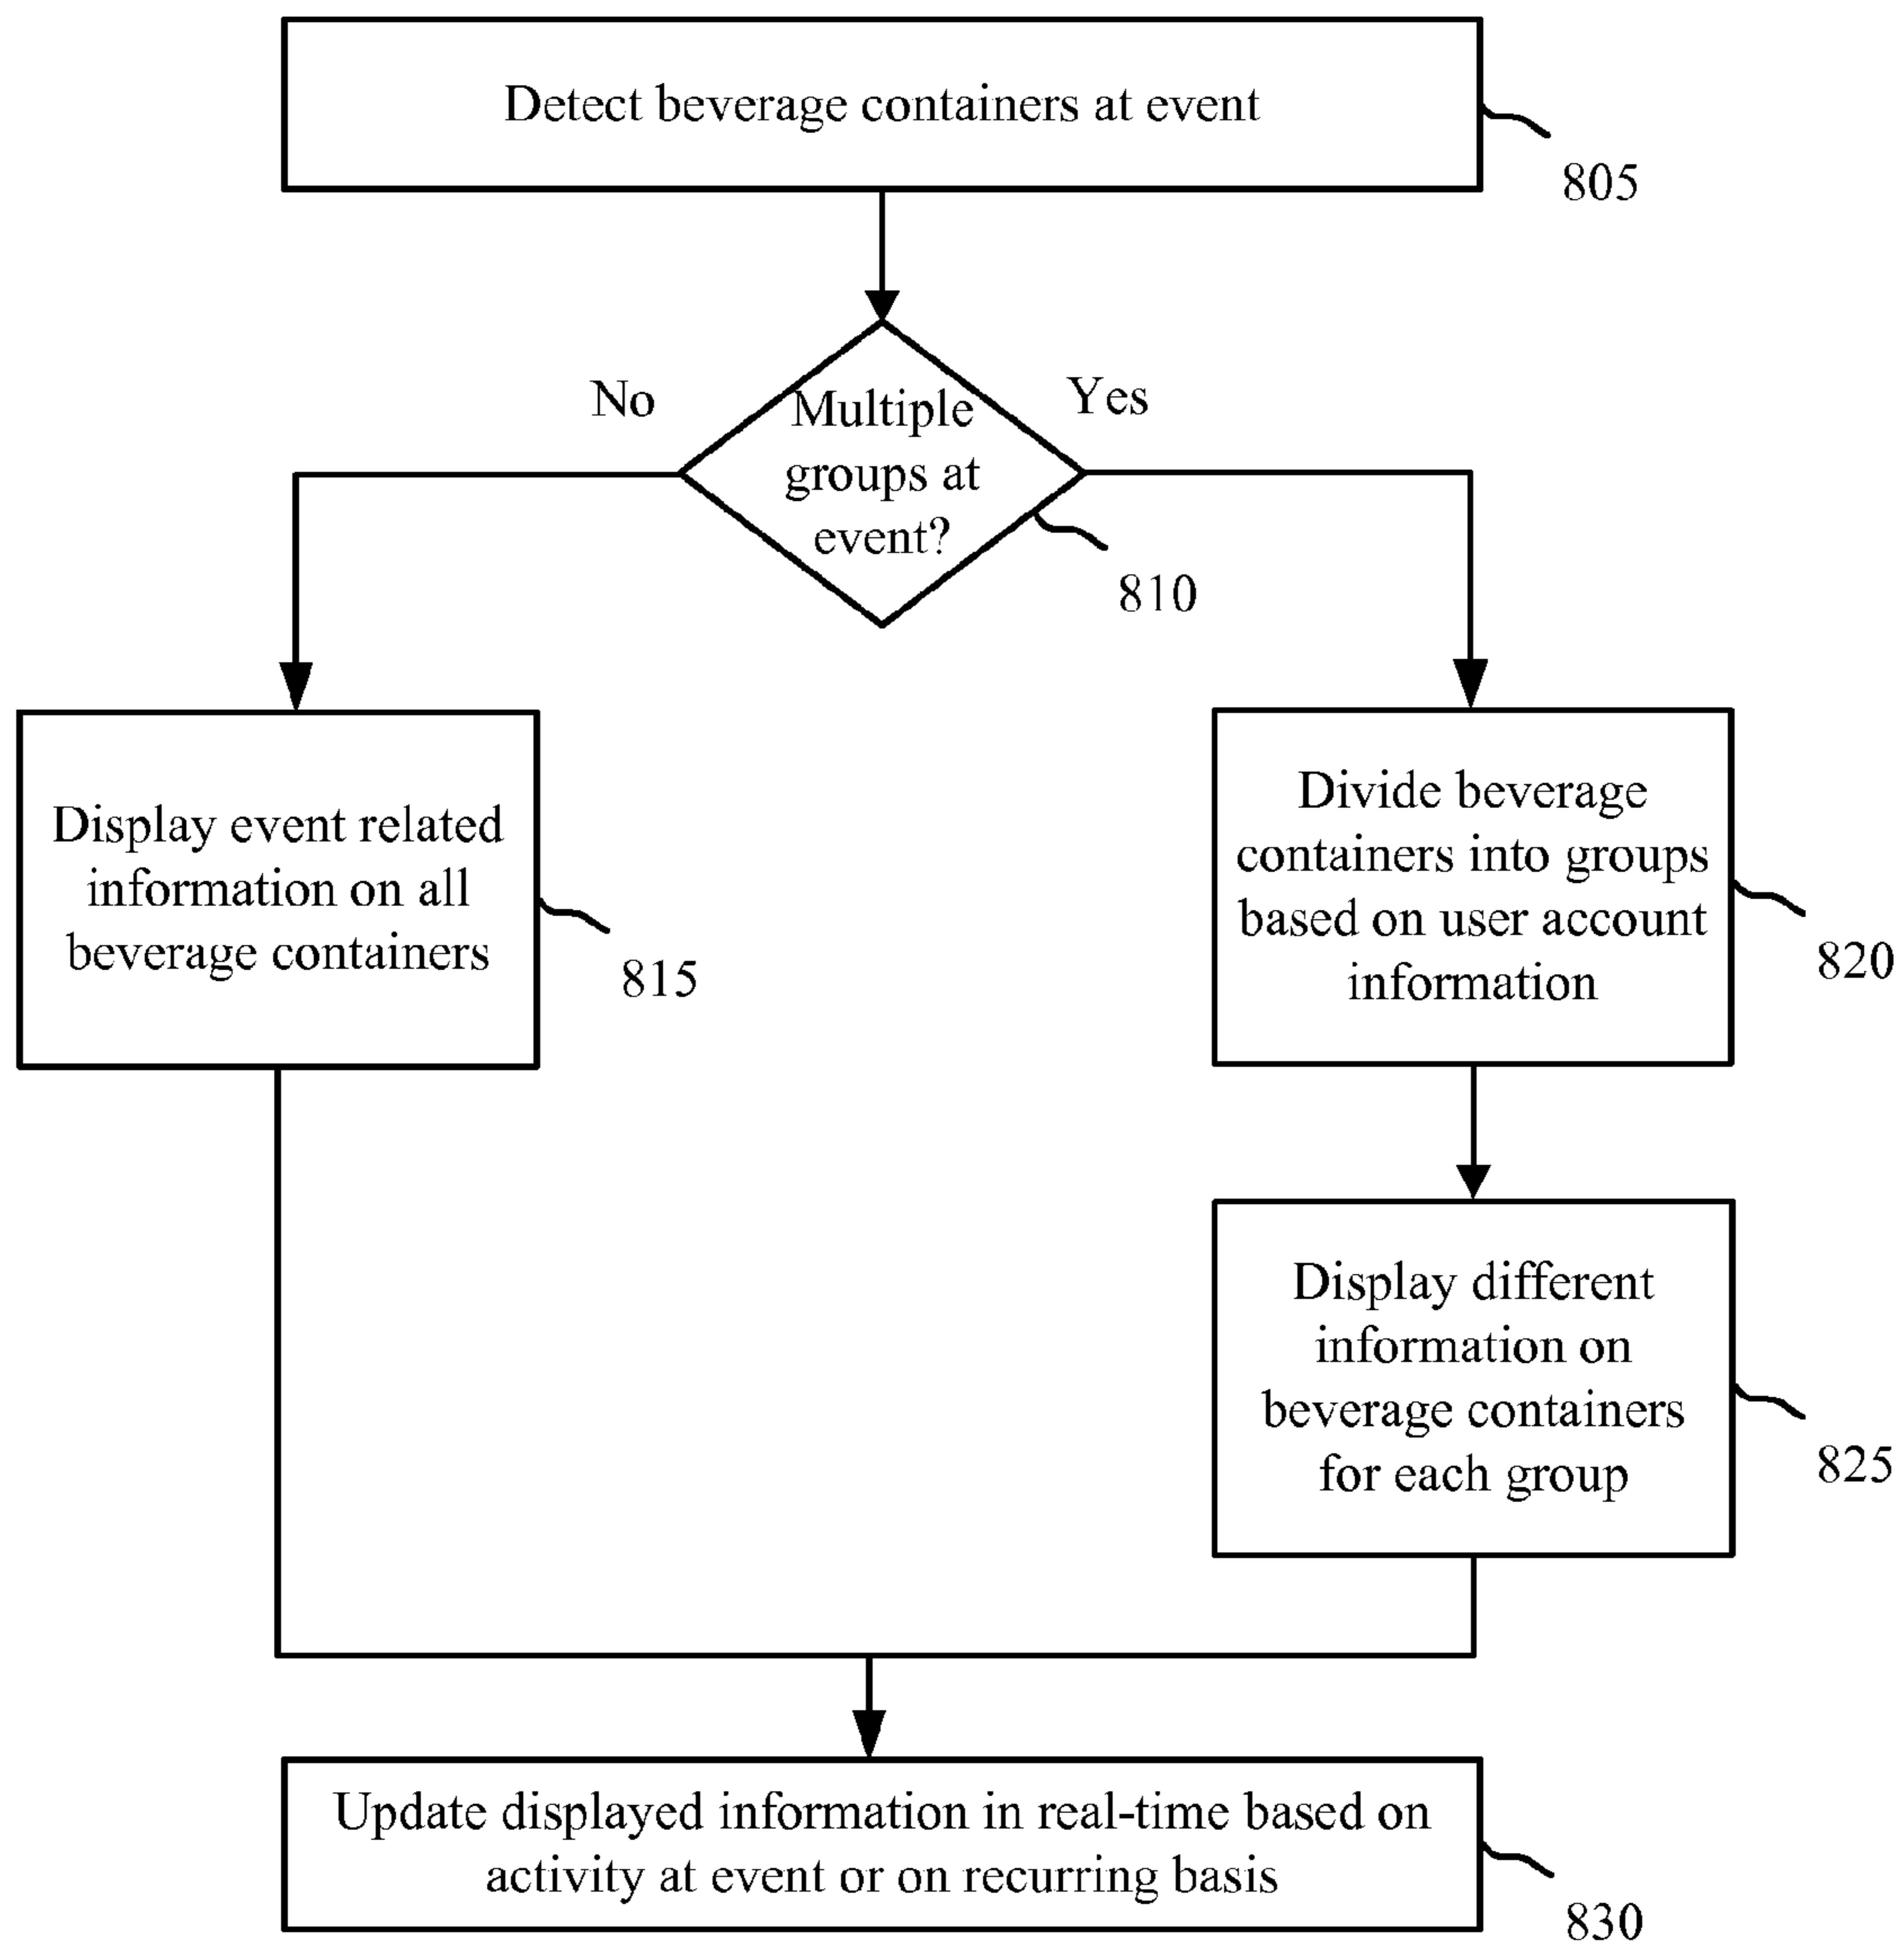 Detect beverage containers at event
805
No
Yes
Multiple
groups at
event?
810
Display event related
information on all
beverage containers
815
Divide beverage
containers into groups
based on user account
information
820
Display different
information on
beverage containers
for each group
825
Update displayed information in real-time based on
activity at event or on recurring basis
830